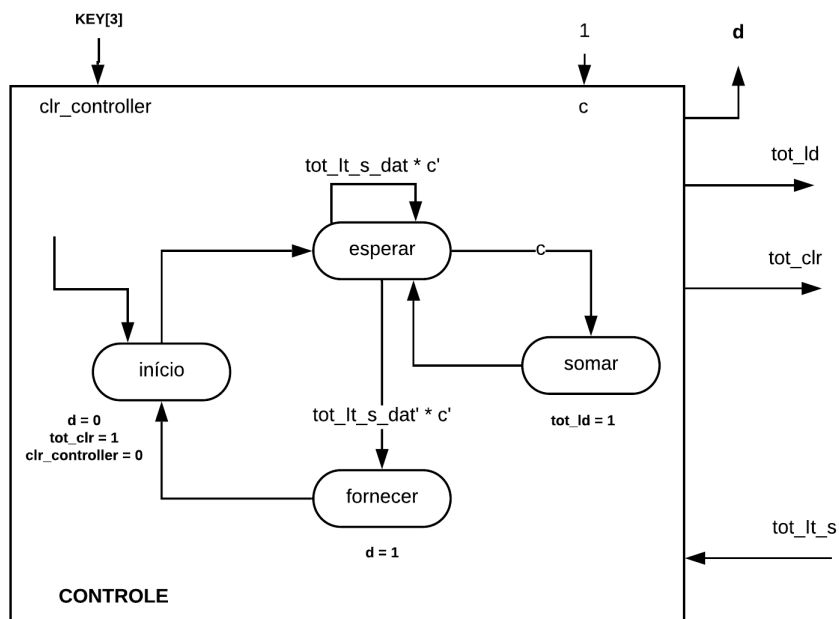 KEY[3]
1
d
clr_controller
c
tot_ld
tot_lt_s_dat * c'
esperar
c
tot_clr
início
somar
d = 0
tot_clr = 1
clr_controller = 0
tot_lt_s_dat' * c'
tot_ld = 1
fornecer
tot_lt_s
d = 1
CONTROLE